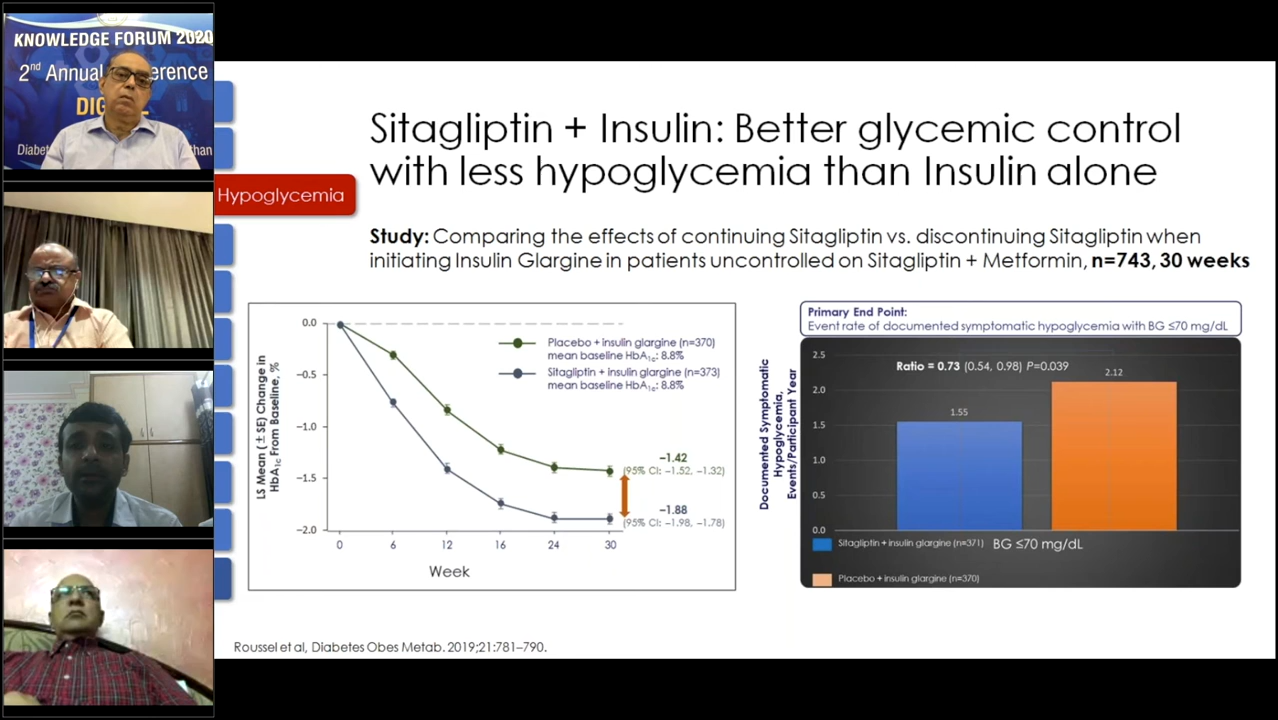 KNOWLEDGE FORUM 2020
2nd Annual
DIG
Diabet
Hypoglycemia
Sitagliptin + Insulin: Better glycemic control
with less hypoglycemia than Insulin alone
Study: Comparing the effects of continuing Sitagliptin vs. discontinuing Sitagliptin when
initiating Insulin Glargine in patients uncontrolled on Sitagliptin + Metformin, n=743, 30 weeks
LS Mean (± SE) Change in
HbA1c From Baseline, %
0.0
−0.5
−1.0
−1.5
−2.0
Placebo + insulin glargine (n=370)
mean baseline HbA1c: 8.8%
Sitagliptin + insulin glargine (n=373)
mean baseline HbA1c: 8.8%
−1.42
(95% CI: −1.52, −1.32)
−1.88
(95% CI: −1.98, −1.78)
0 6 12 16 24 30
Week
Primary End Point:
Event rate of documented symptomatic hypoglycemia with BG ≤70 mg/dL
Documented Symptomatic
Hypoglycemia,
Events/Participant Year
2.5
2.0
1.5
1.0
0.5
0.0
Ratio = 0.73 (0.54, 0.98) P=0.039
1.55
2.12
Sitagliptin + insulin glargine (n=371) BG ≤70 mg/dL
Placebo + insulin glargine (n=370)
Roussel et al, Diabetes Obes Metab. 2019;21:781–790.